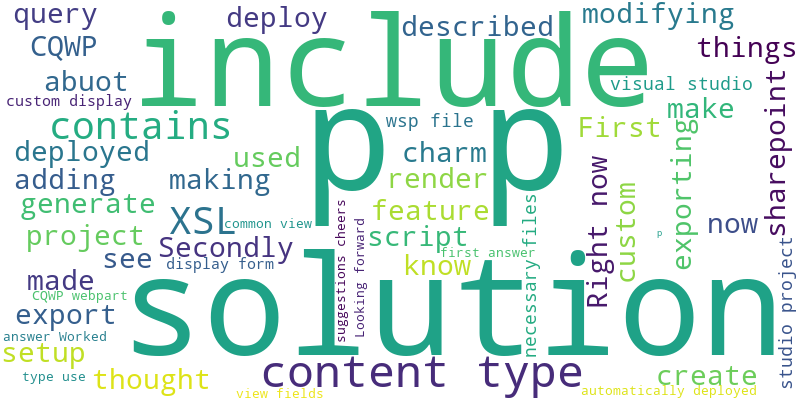 query
deploy
described
modifying
CQWP
include
things
abuot
visual studio
custom display
contains
p p
wsp file
First
make
sharepoint
deployed
used
charm
adding
making
render
Right now
custom
exporting
generate
XSL
common view
feature
necessary files
now
project
Secondly
script
p
see
display form
know
first answer
suggestions cheers
Looking forward
made
CQWP webpart
solution
studio project
export
answer Worked
setup
type use
thought
content type
create
view fields
automatically deployed